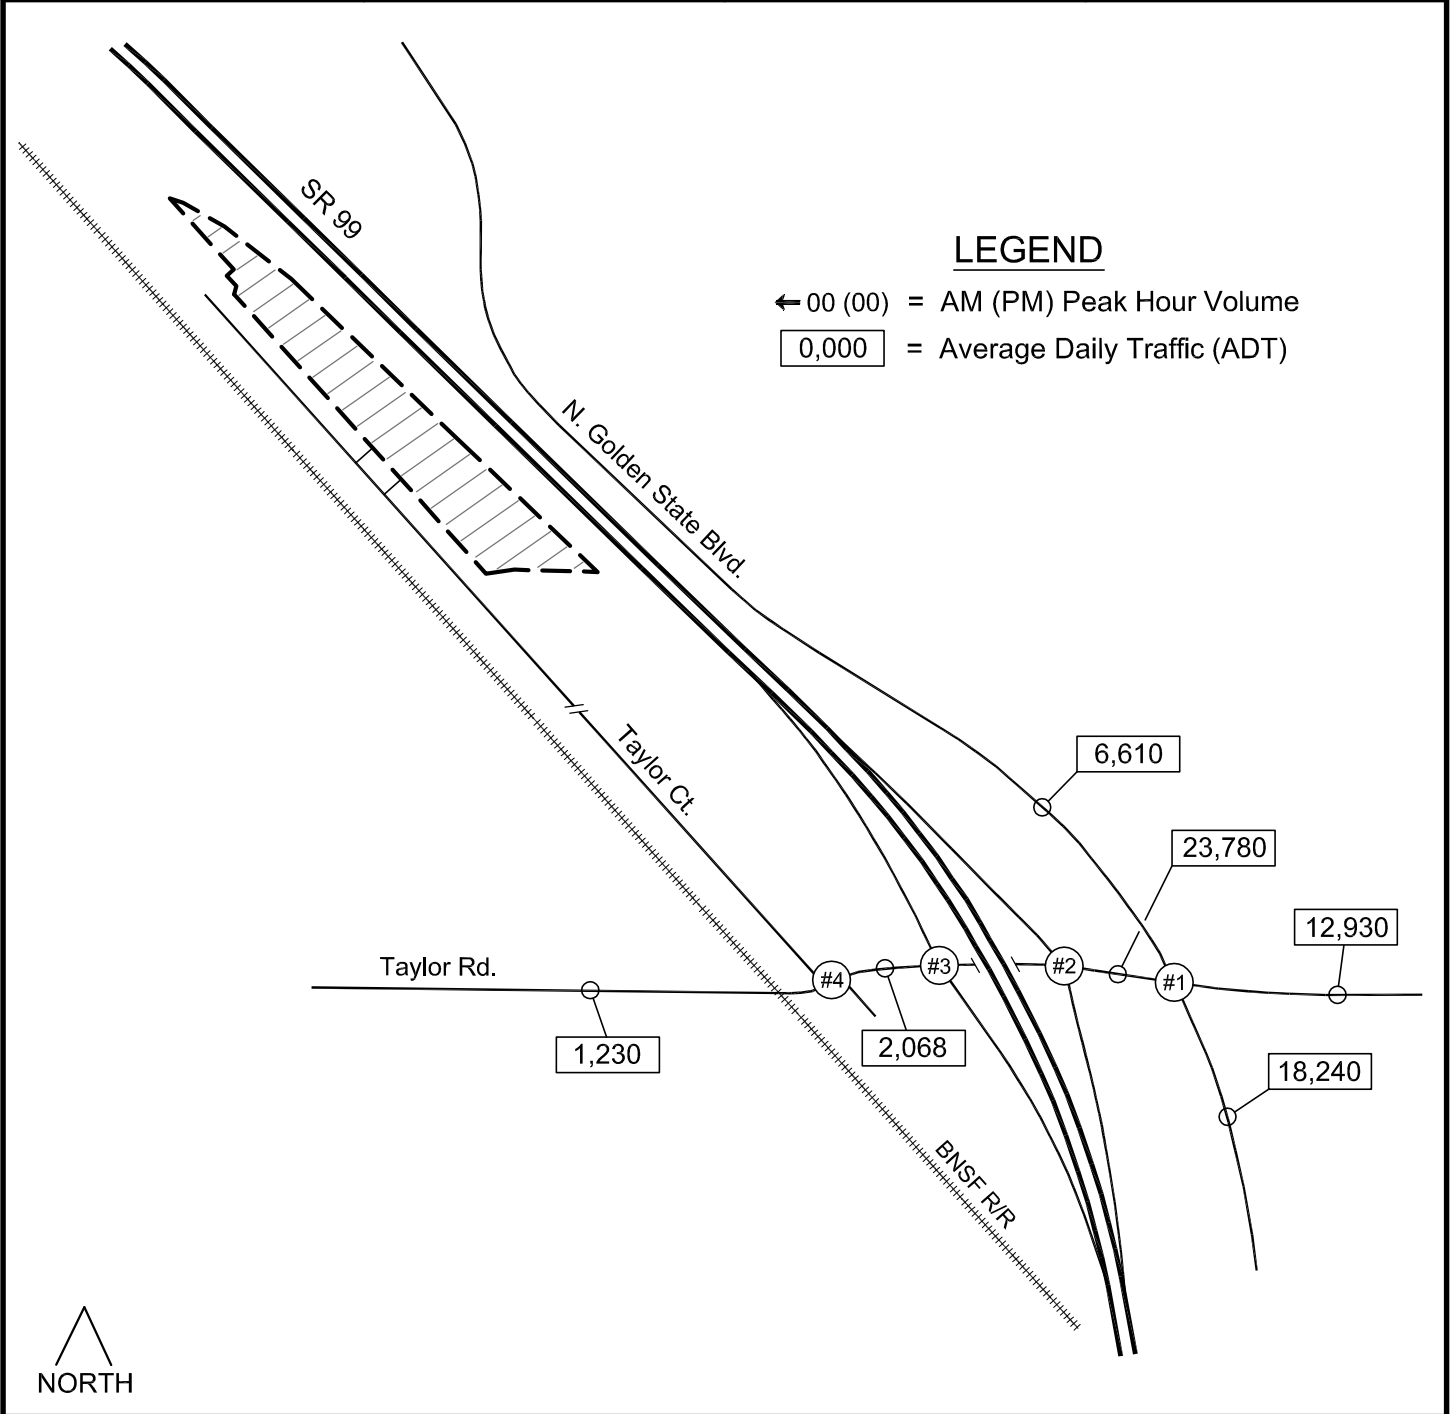 SR 99
LEGEND
00 (00) = AM (PM) Peak Hour Volume
0,000 = Average Daily Traffic (ADT)
N. Golden State Blvd.
Taylor Ct.
6,610
23,780
12,930
Taylor Rd.
#4
#3
#2
#1
1,230
2,068
18,240
BNSF R/R
NORTH